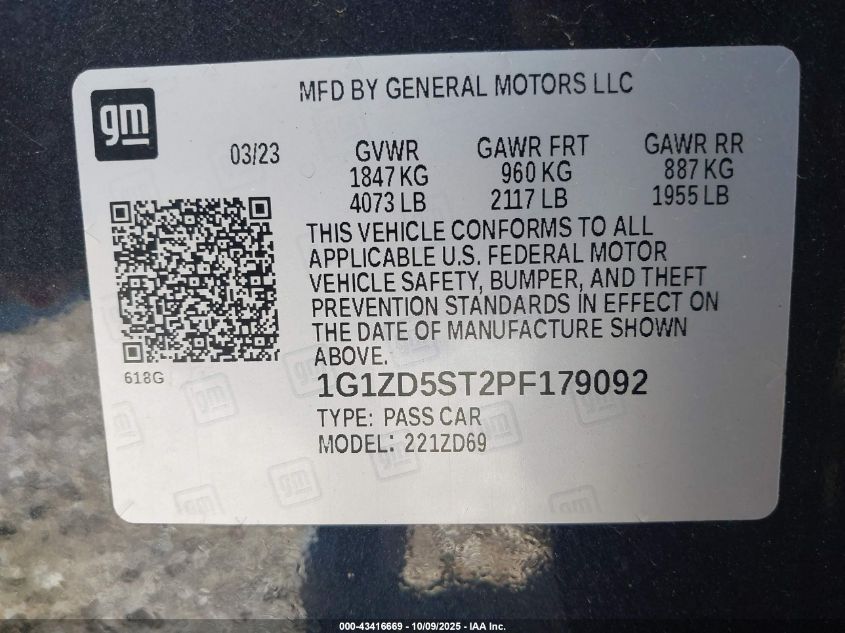 gm
MFD BY GENERAL MOTORS LLC
03/23
GVWR
1847 KG
4073 LB
GAWR FRT
960 KG
2117 LB
GAWR RR
887 KG
1955 LB
THIS VEHICLE CONFORMS TO ALL
APPLICABLE U.S. FEDERAL MOTOR
VEHICLE SAFETY, BUMPER, AND THEFT
PREVENTION STANDARDS IN EFFECT ON
THE DATE OF MANUFACTURE SHOWN
ABOVE.
618G
1G1ZD5ST2PF179092
TYPE: PASS CAR
MODEL: 221ZD69
gm
000-43416669 - 10/09/2025 - IAA Inc.